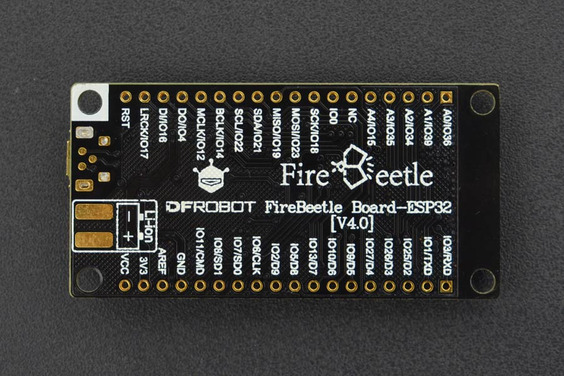 RST
LRCK/IO17
DI/IO16
DO/IO4
MCLK/IO12
BCLK/IO14
SCL/IO22
SDA/IO21
MISO/IO19
MOSI/IO23
SCK/IO18
IO0
NC
A4/IO15
A3/IO35
A2/IO34
A1/IO39
A0/IO36
Fire Beetle
DFROBOT FireBeetle Board-ESP32
[V4.0]
Li-ion
-
+
VCC
3V3
AREF
GND
IO11/CMD
IO8/SD1
IO7/SD0
IO6/CLK
IO2/D9
IO5/D8
IO13/D7
IO10/D6
IO9/D5
IO27/D4
IO26/D3
IO25/D2
IO1/TXD
IO3/RXD